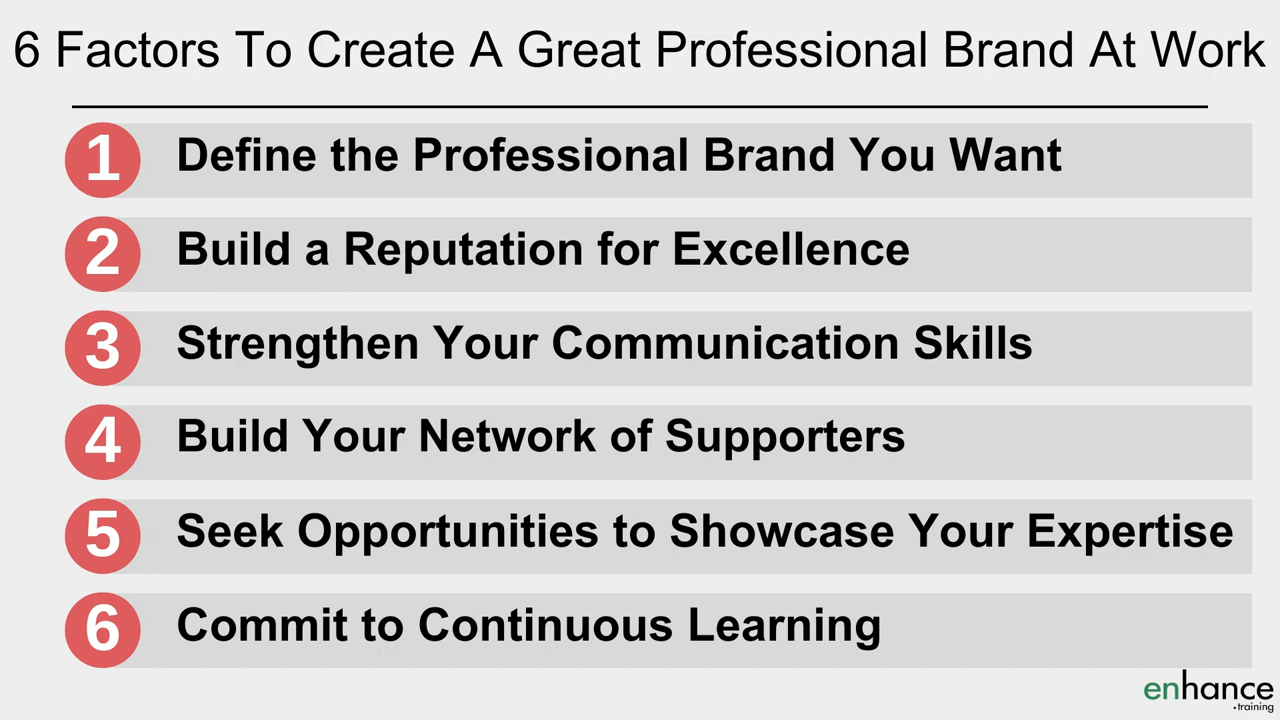 6 Factors To Create A Great Professional Brand At Work
1 Define the Professional Brand You Want
2 Build a Reputation for Excellence
3 Strengthen Your Communication Skills
4 Build Your Network of Supporters
5 Seek Opportunities to Showcase Your Expertise
6 Commit to Continuous Learning
enhance
.training